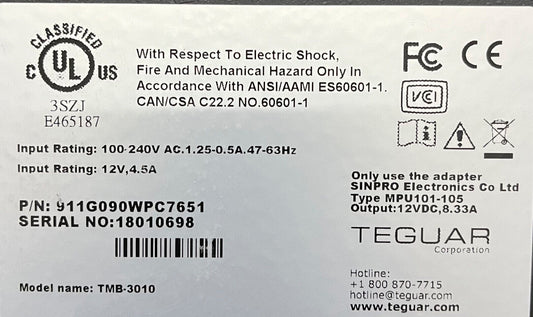 CLASSIFIED
C UL US
3SZJ
E465187
With Respect To Electric Shock,
Fire And Mechanical Hazard Only In
Accordance With ANSI/AAMI ES60601-1.
CAN/CSA C22.2 NO.60601-1
FC CE
VCI
Input Rating: 100-240V AC.1.25-0.5A.47-63Hz
Input Rating: 12V,4.5A
P/N: 911G090WPC7651
SERIAL NO:18010698
Model name: TMB-3010
Only use the adapter
SINPRO Electronics Co Ltd
Type MPU101-105
Output:12VDC,8.33A
TEGUAR
Corporation
Hotline:
+1 800 870-7715
hotline@teguar.com
www.teguar.com